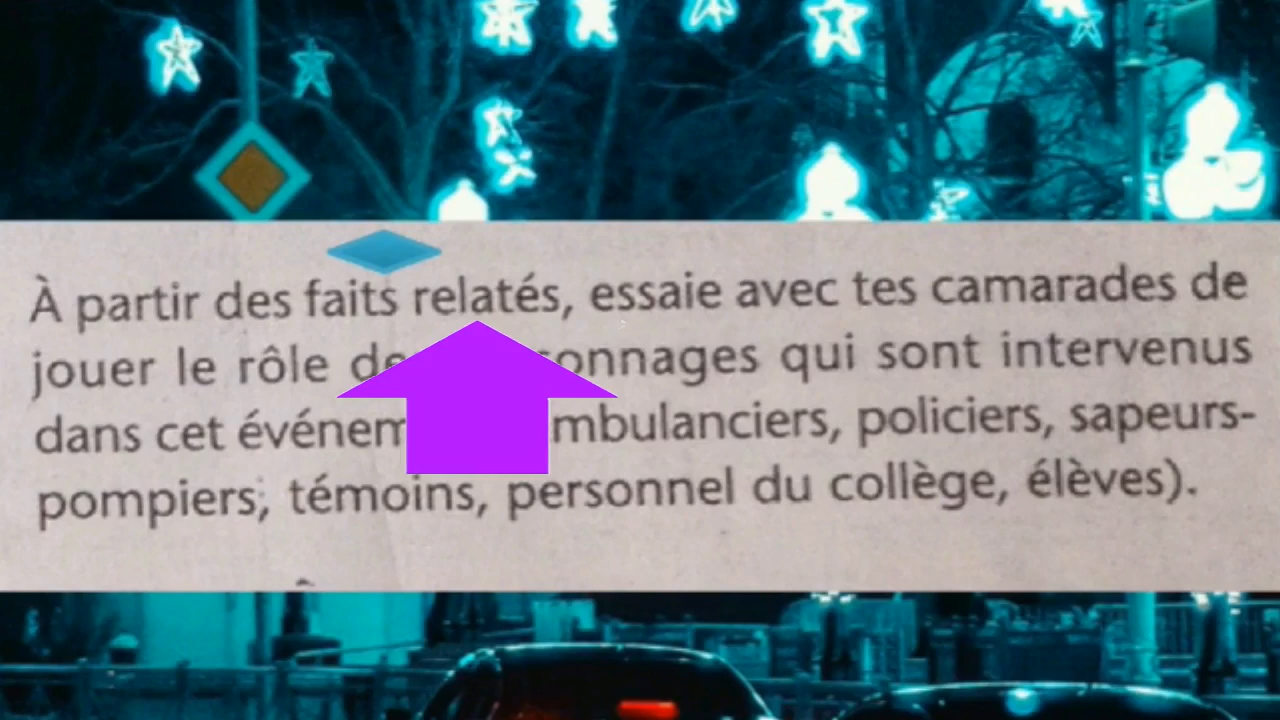 À partir des faits relatés, essaie avec tes camarades de
jouer le rôle qui sont intervenus
dans cet policiers, sapeurs-
pompiers, témoins, personnel du collège, élèves).